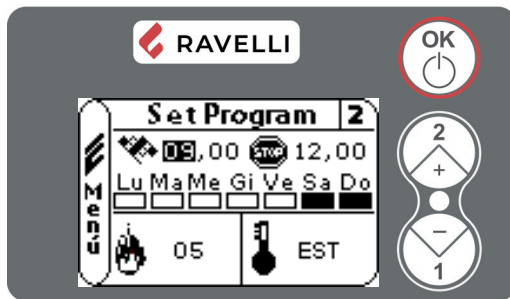 RAVELLI
OK
Set Program 2
09,00 STOP 12,00
Lu Ma Me Gi Ve Sa Do
Menú
05 EST
2
+
−
1